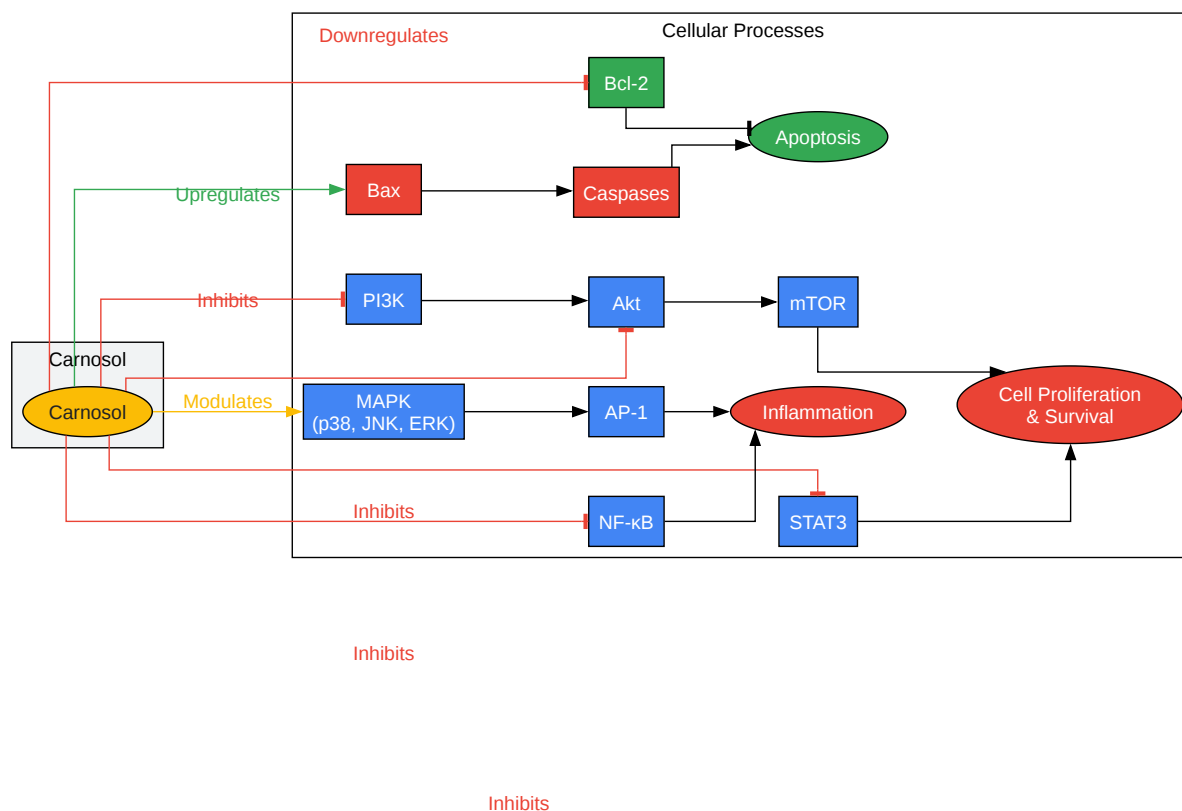 Cellular Processes
Downregulates
Bcl-2
Apoptosis
Upregulates
Bax
Caspases
Inhibits
PI3K
Akt
mTOR
Carnosol
Carnosol
Modulates
MAPK
(p38, JNK, ERK)
AP-1
Inflammation
Cell Proliferation
& Survival
Inhibits
NF-κB
STAT3
Inhibits
Inhibits